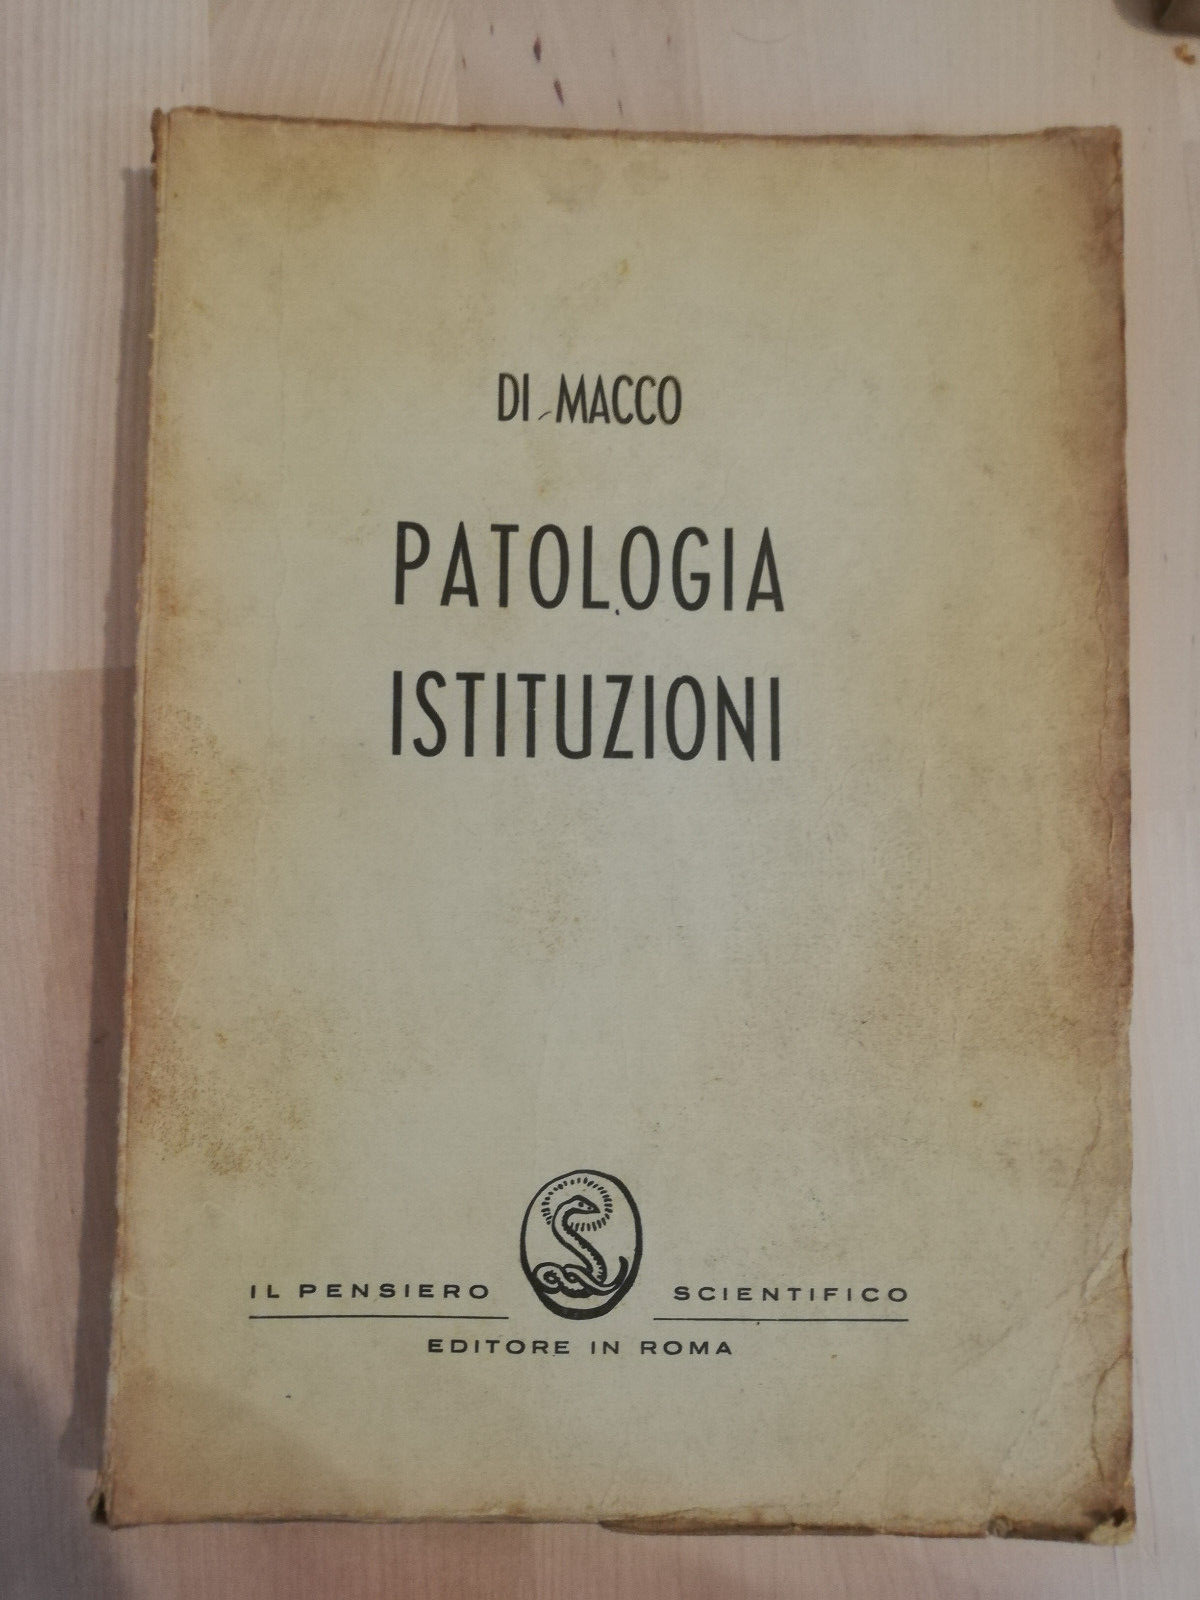 DI MACCO
PATOLOGIA
ISTITUZIONI
IL PENSIERO SCIENTIFICO
EDITORE IN ROMA